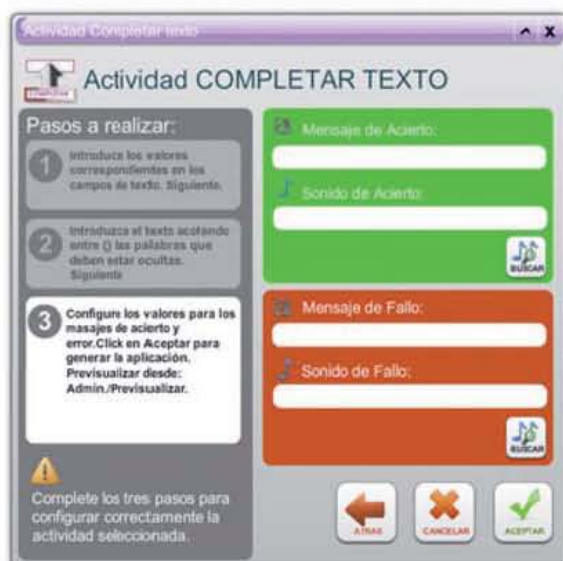 Actividad Completar texto
X
COMPLETAR
Actividad COMPLETAR TEXTO
Pasos a realizar:
1
Introduce los valores
correspondientes en los
campos de texto. Siguiente.
2
Introduzca el texto acotando
entre () las palabras que
deben estar ocultas.
Siguiente
3
Configure los valores para los
masajes de acierto y
error.Click en Aceptar para
generar la aplicación.
Previsualizar desde:
Admin./Previsualizar.
Complete los tres pasos para
configurar correctamente la
actividad seleccionada.
Mensaje de Acierto:
Sonido de Acierto:
BUSCAR
Mensaje de Fallo:
Sonido de Fallo:
BUSCAR
ATRAS
CANCELAR
ACEPTAR